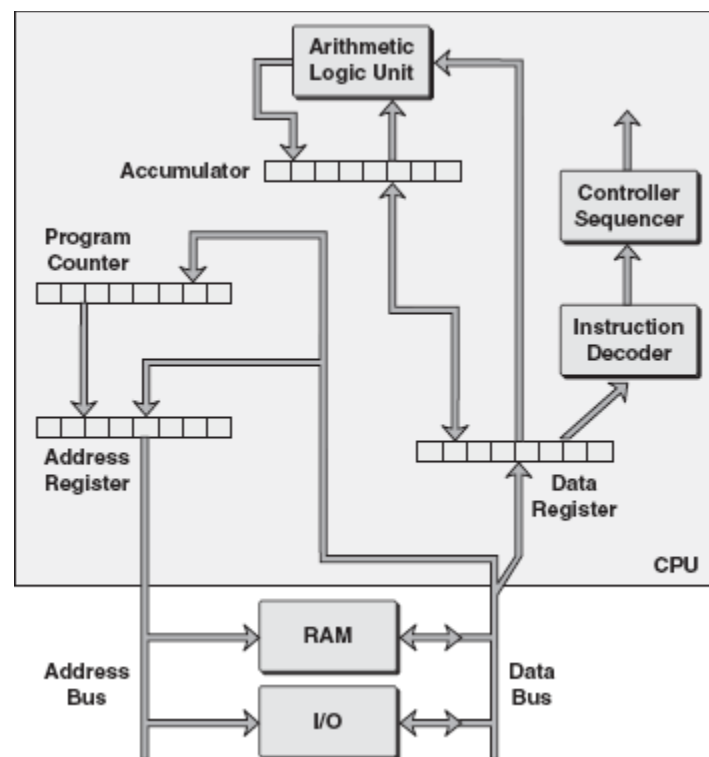 Arithmetic
Logic Unit
Accumulator
Controller
Sequencer
Program
Counter
Instruction
Decoder
Address
Register
Data
Register
CPU
RAM
Address
Bus
Data
Bus
I/O